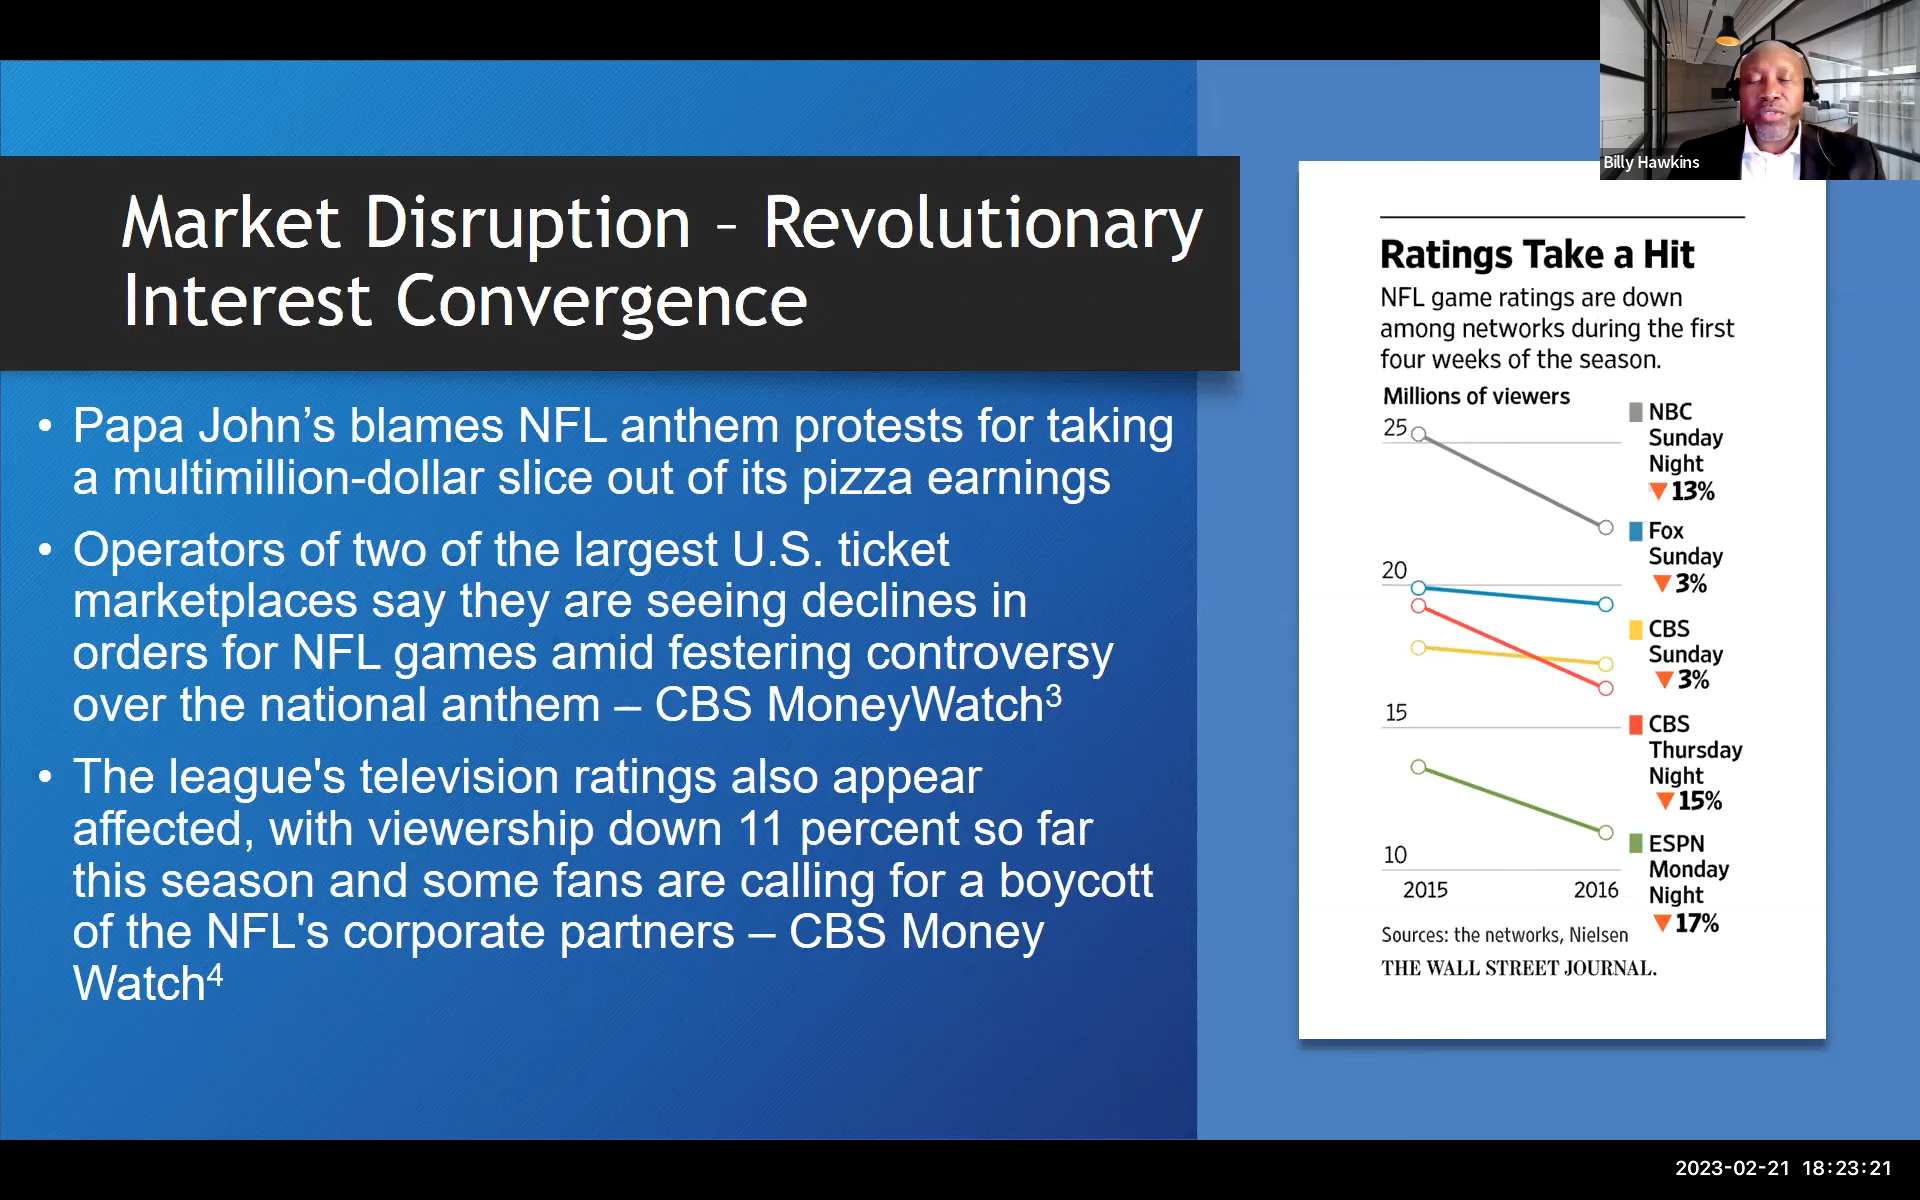 Billy Hawkins
Market Disruption – Revolutionary
Interest Convergence
• Papa John’s blames NFL anthem protests for taking
a multimillion-dollar slice out of its pizza earnings
• Operators of two of the largest U.S. ticket
marketplaces say they are seeing declines in
orders for NFL games amid festering controversy
over the national anthem – CBS MoneyWatch³
• The league's television ratings also appear
affected, with viewership down 11 percent so far
this season and some fans are calling for a boycott
of the NFL's corporate partners – CBS Money
Watch⁴
Ratings Take a Hit
NFL game ratings are down
among networks during the first
four weeks of the season.
Millions of viewers
25
20
15
10
2015 2016
NBC
Sunday
Night
▼13%
Fox
Sunday
▼3%
CBS
Sunday
▼3%
CBS
Thursday
Night
▼15%
ESPN
Monday
Night
▼17%
Sources: the networks, Nielsen
THE WALL STREET JOURNAL.
2023-02-21 18:23:21